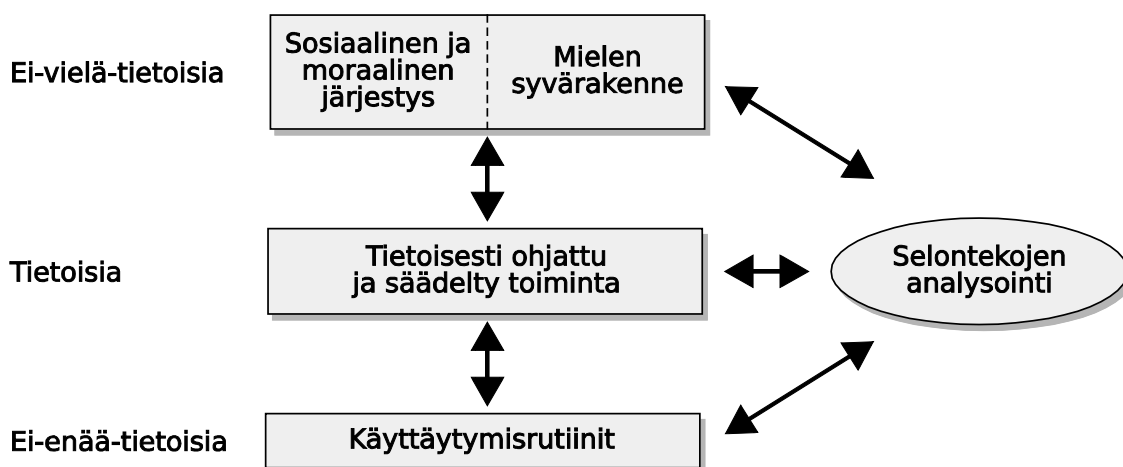 Ei-vielä-tietoisia
Sosiaalinen ja
moraalinen
järjestys
Mielen
syvärakenne
Tietoisia
Tietoisesti ohjattu
ja säädelty toiminta
Selontekojen
analysointi
Ei-enää-tietoisia
Käyttäytymisrutiinit